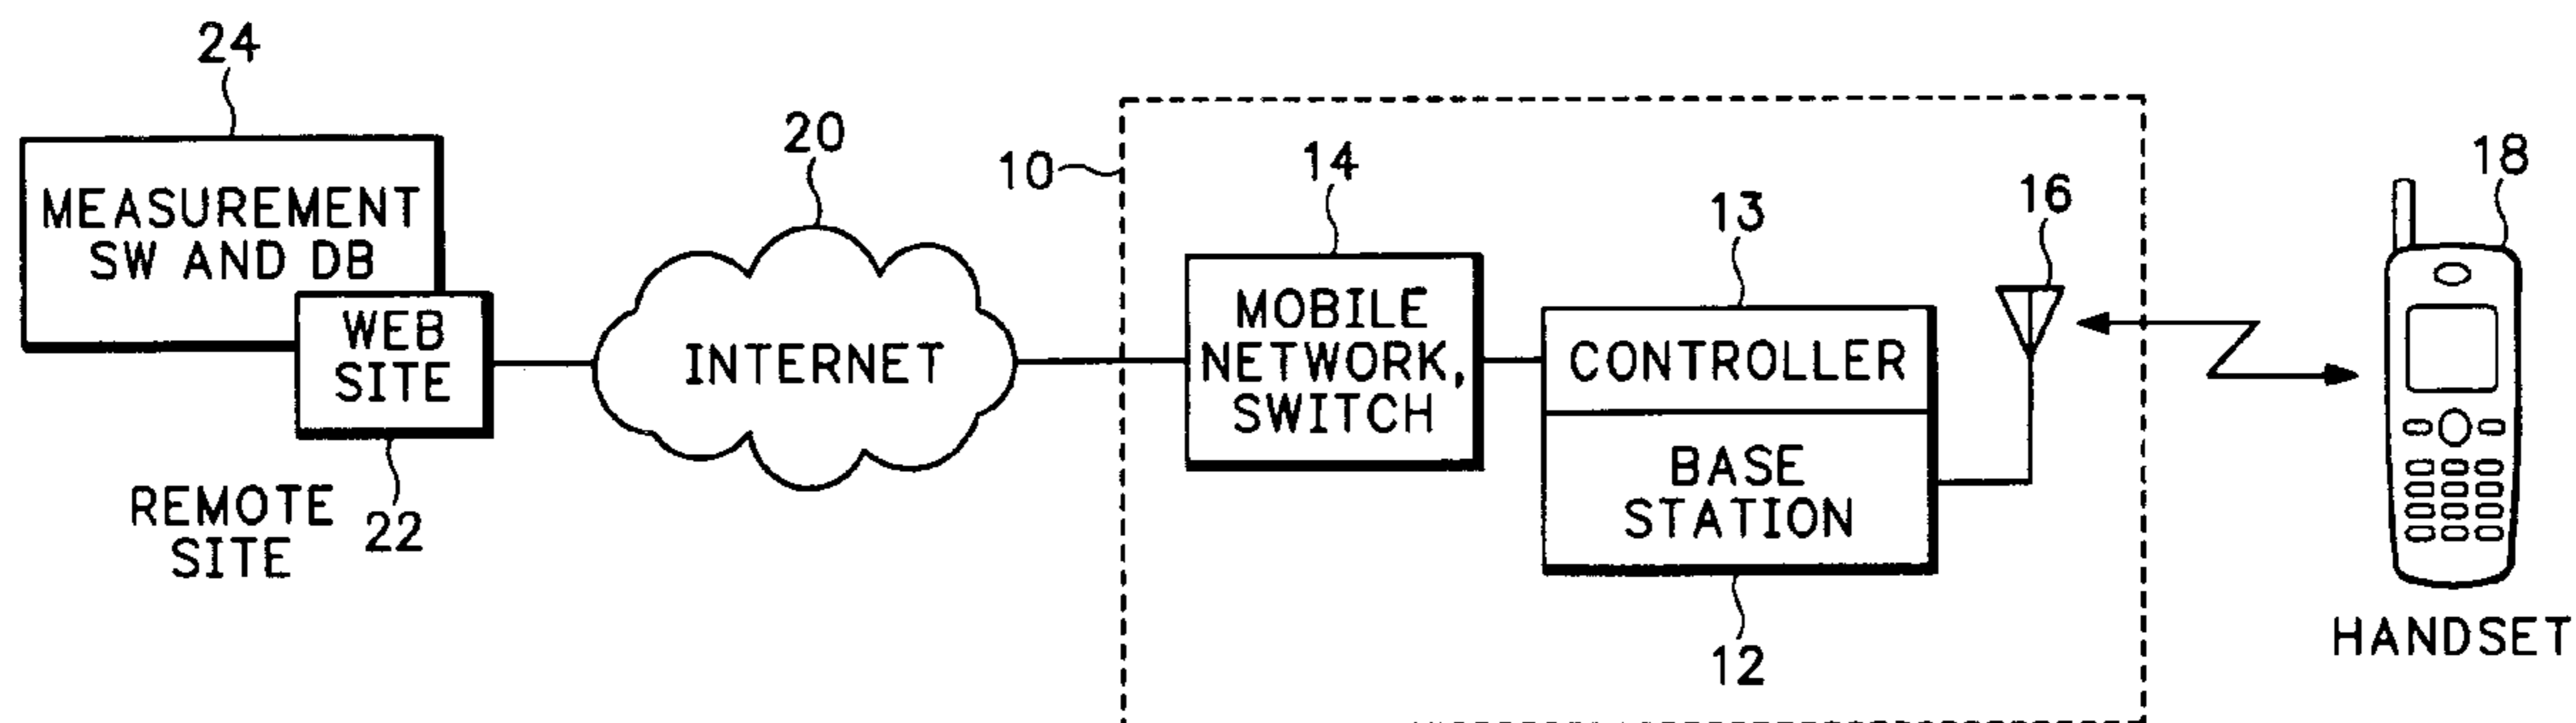 24
MEASUREMENT
SW AND DB
WEB
SITE
22
REMOTE
SITE
20
INTERNET
10
14
MOBILE
NETWORK,
SWITCH
13
CONTROLLER
BASE
STATION
12
16
18
HANDSET